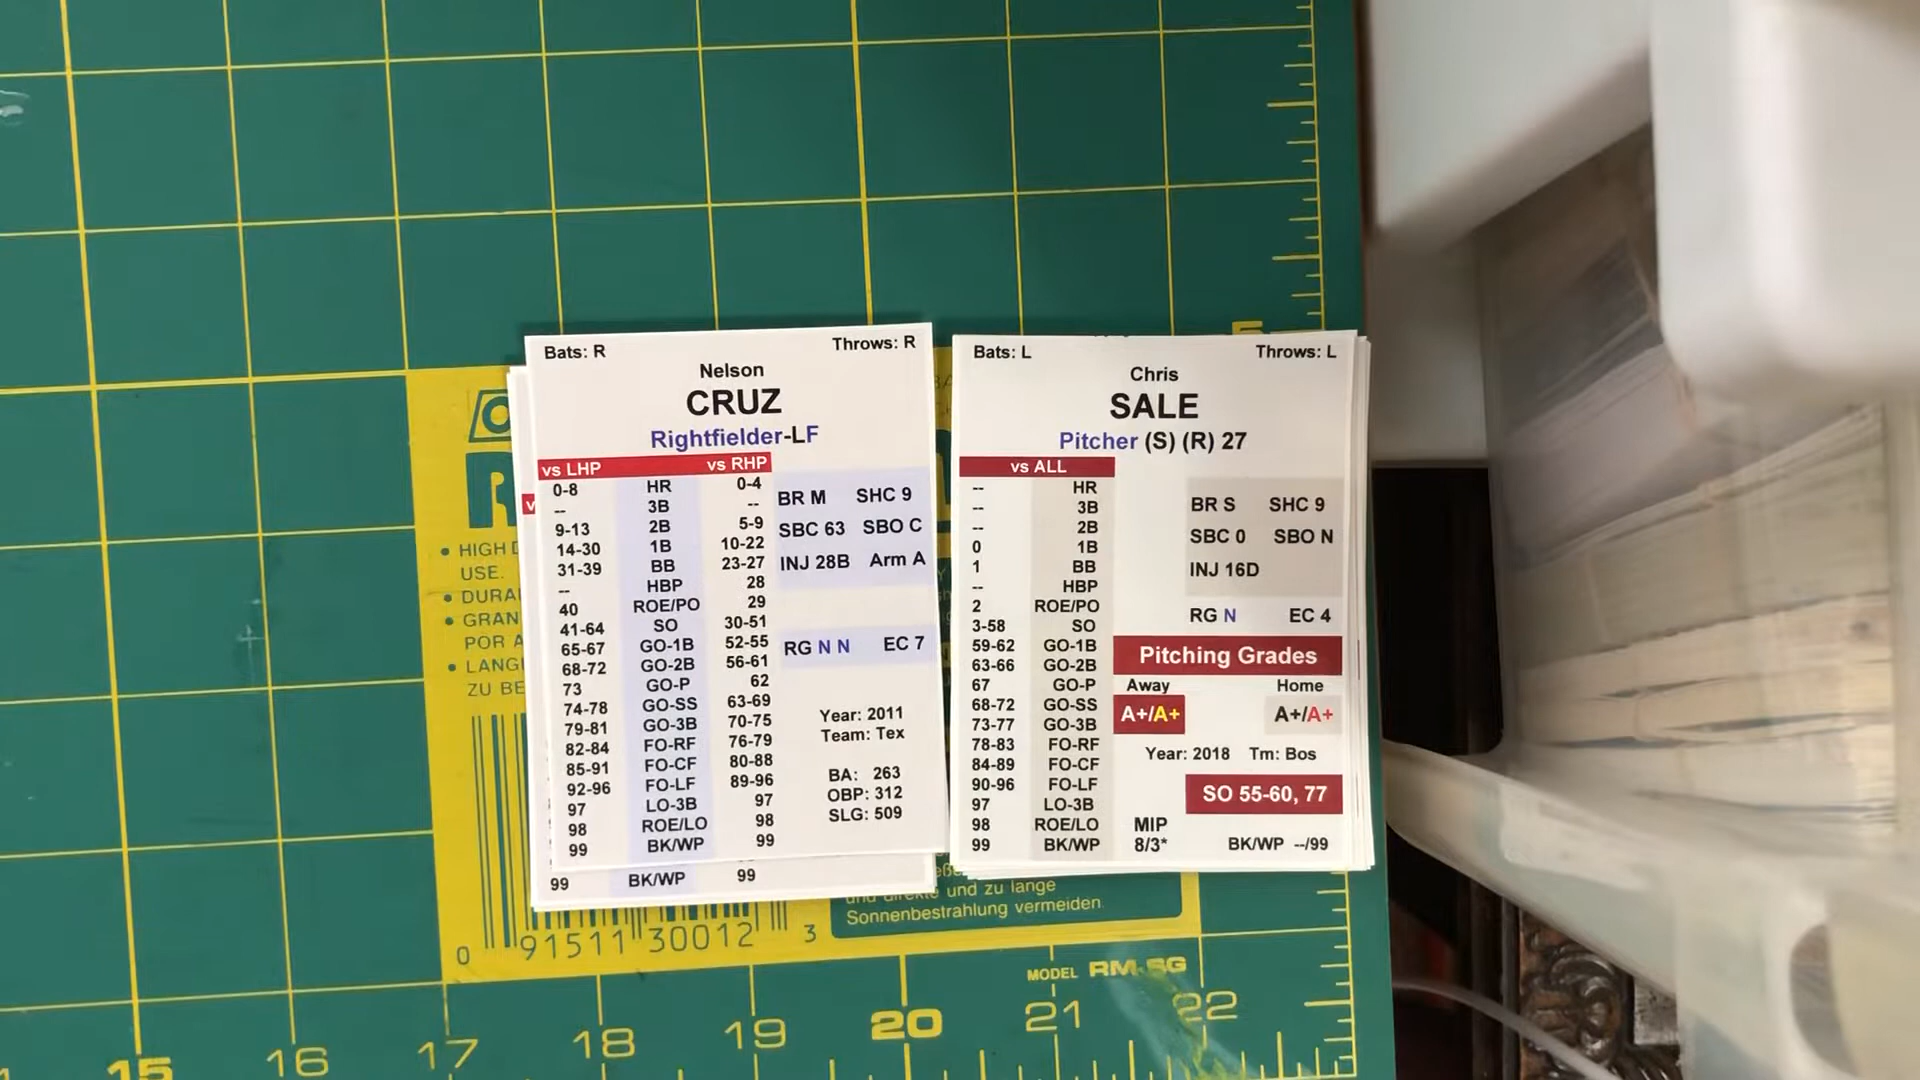 Bats: R Throws: R
Nelson
CRUZ
Rightfielder-LF
vs LHP vs RHP
0-8 HR 0-4
-- 3B --
9-13 2B 5-9
14-30 1B 10-22
31-39 BB 23-27
-- HBP 28
40 ROE/PO 29
41-64 SO 30-51
65-67 GO-1B 52-55
68-72 GO-2B 56-61
73 GO-P 62
74-78 GO-SS 63-69
79-81 GO-3B 70-75
82-84 FO-RF 76-79
85-91 FO-CF 80-88
92-96 FO-LF 89-96
97 LO-3B 97
98 ROE/LO 98
99 BK/WP 99
BR M SHC 9
SBC 63 SBO C
INJ 28B Arm A
RG N N EC 7
Year: 2011
Team: Tex
BA: 263
OBP: 312
SLG: 509
99 BK/WP 99
Bats: L Throws: L
Chris
SALE
Pitcher (S) (R) 27
vs ALL
-- HR
-- 3B
-- 2B
0 1B
1 BB
-- HBP
2 ROE/PO
3-58 SO
59-62 GO-1B
63-66 GO-2B
67 GO-P
68-72 GO-SS
73-77 GO-3B
78-83 FO-RF
84-89 FO-CF
90-96 FO-LF
97 LO-3B
98 ROE/LO
99 BK/WP
BR S SHC 9
SBC 0 SBO N
INJ 16D
RG N EC 4
Pitching Grades
Away Home
A+/A+ A+/A+
Year: 2018 Tm: Bos
SO 55-60, 77
MIP
8/3*
BK/WP --/99
HIGH
USE.
DURA
GRAN
POR A
LANG
ZU BE
und direkte und zu lange
Sonnenbestrahlung vermeiden.
0 91511 30012 3
MODEL RM-SG
15 16 17 18 19 20 21 22